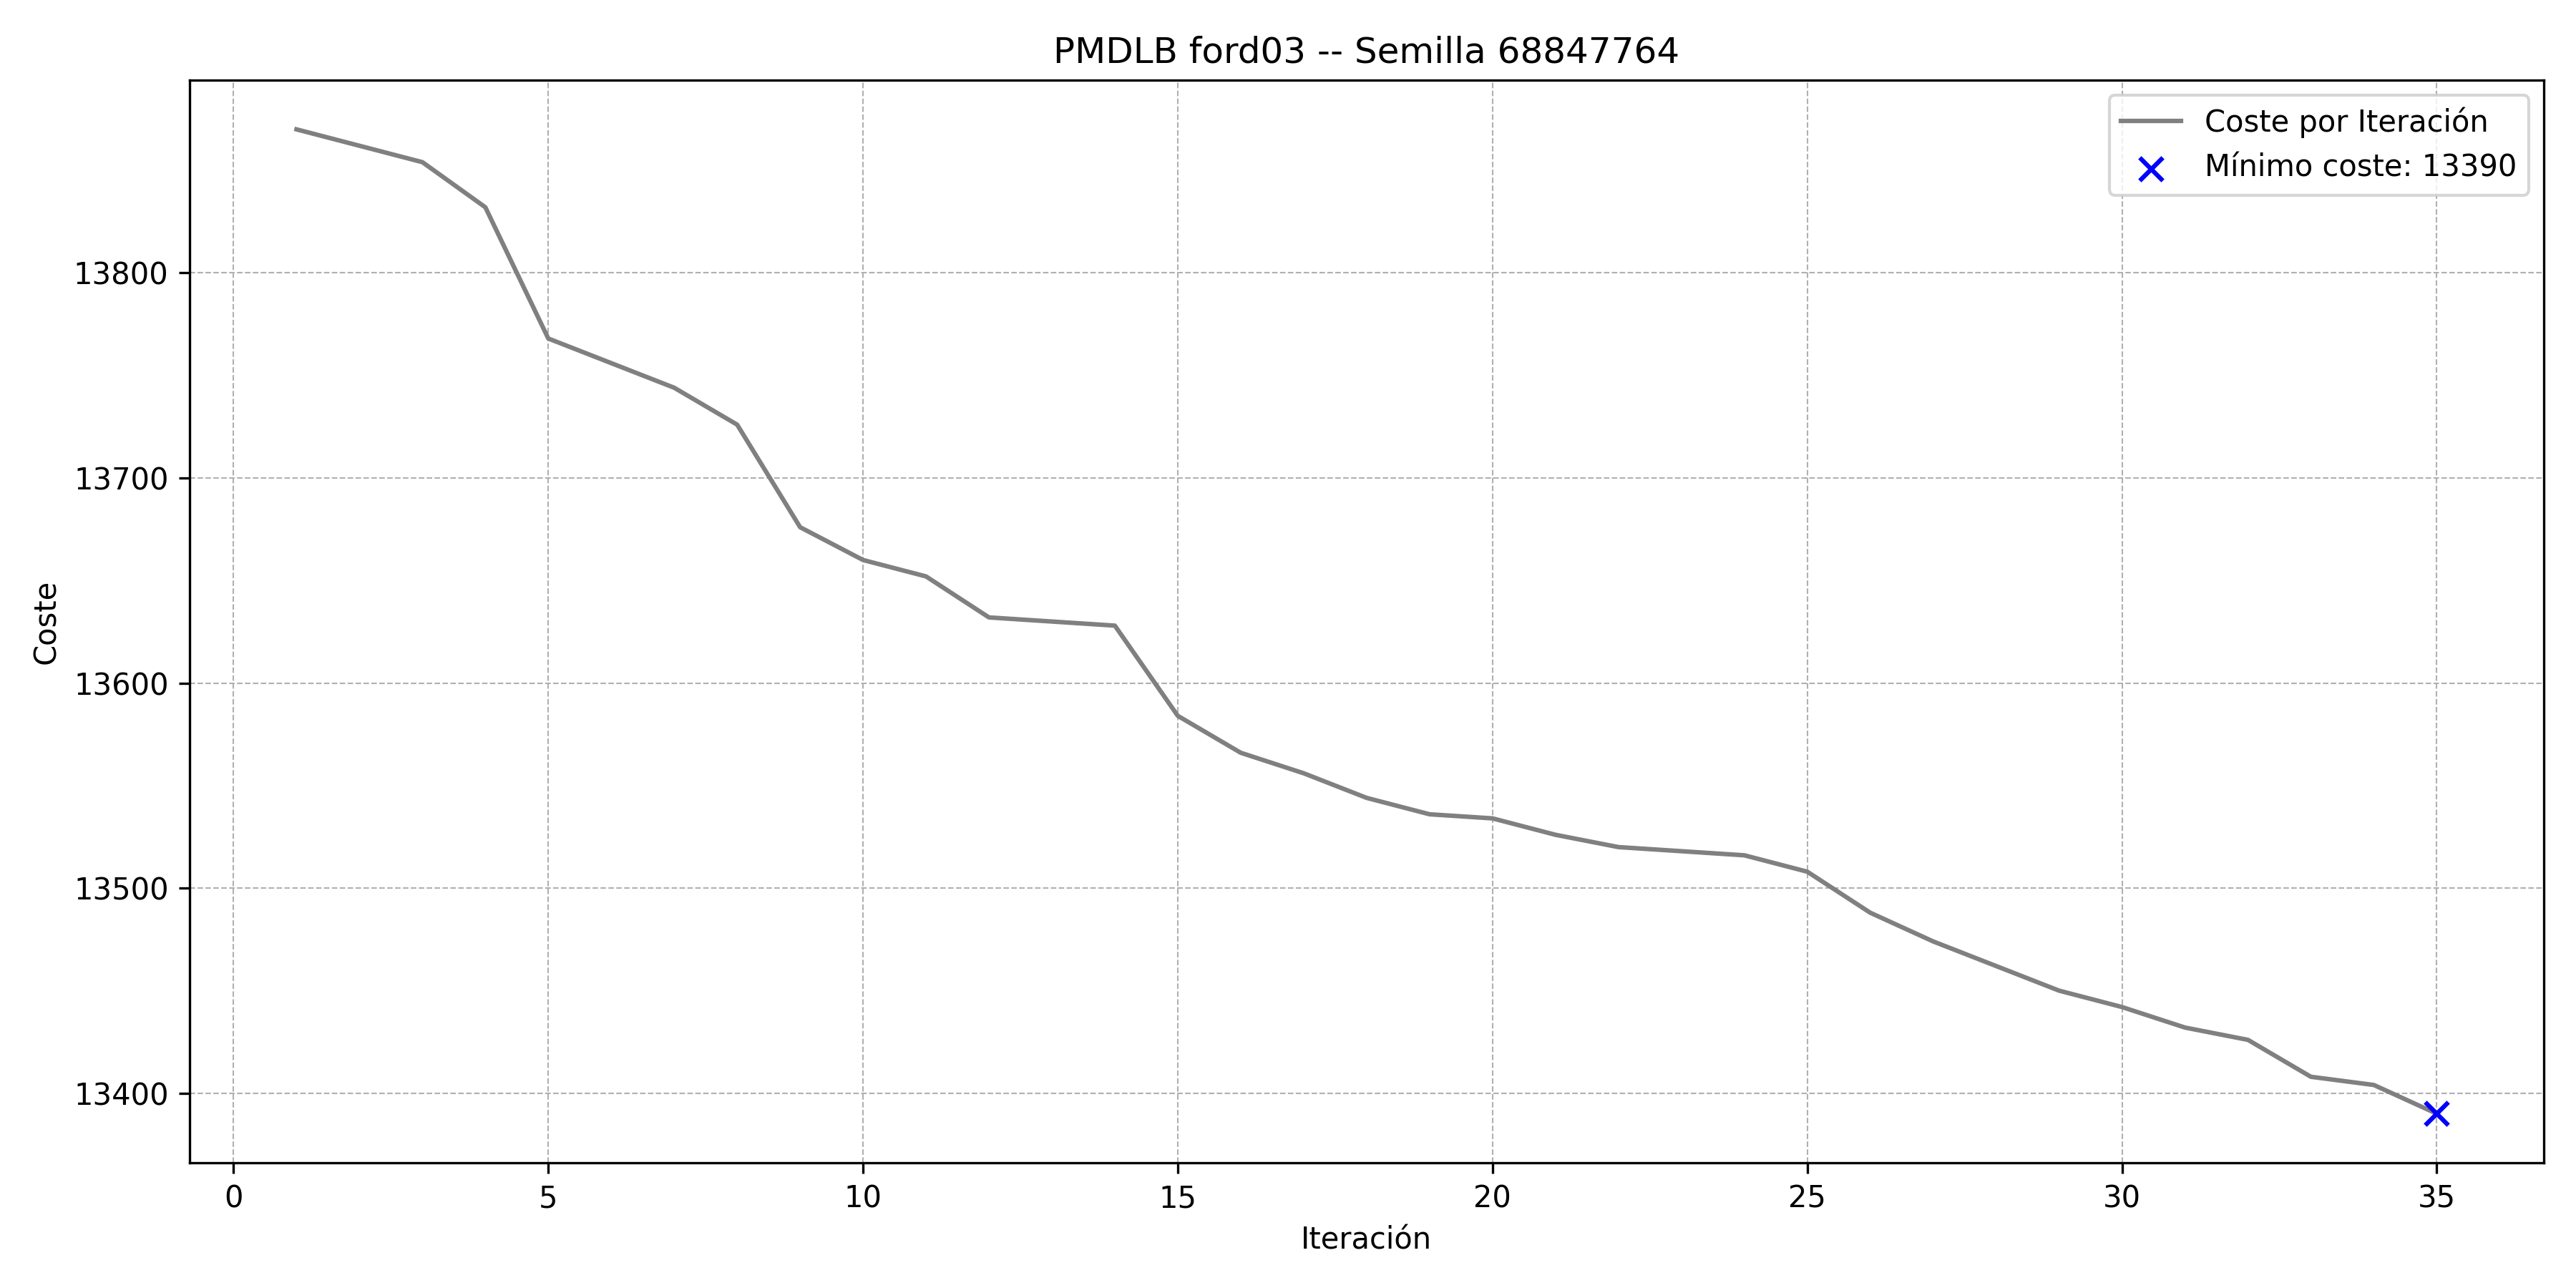 PMDLB ford03 -- Semilla 68847764
Coste por Iteración
Mínimo coste: 13390
13800
13700
13600
13500
13400
Coste
0 5 10 15 20 25 30 35
Iteración